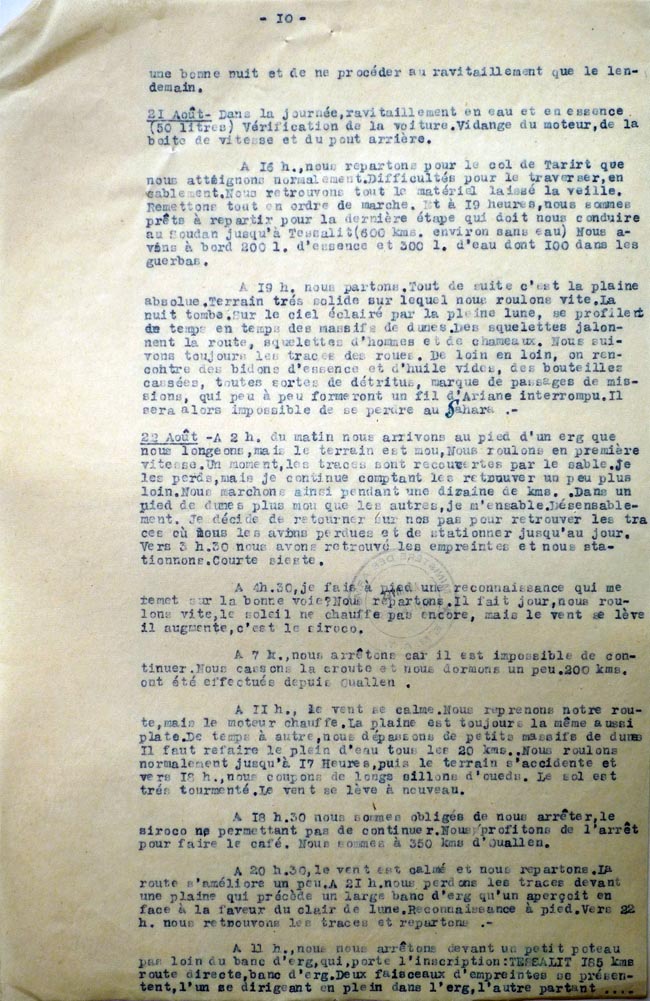 - IO -
une bonne nuit et de ne procéder au ravitaillement que le len-
demain.
2I Août- Dans la journée,ravitaillement en eau et en essence
(50 litres) Vérification de la voiture.Vidange du moteur,de la
boite de vitesse et du pont arrière.
A I6 h.,nous repartons pour le col de Tarirt que
nous atteignons normalement.Difficultés pour le traverser,en
sablement.Nous retrouvons tout le matériel laissé la veille.
Remettons tout en ordre de marche. Et à I9 heures,nous sommes
prêts à repartir pour la dernière étape qui doit nous conduire
au Soudan jusqu'à Tessalit(600 kms. environ sans eau) Nous a-
vons à bord 200 l. d'essence et 300 l. d'eau dont I00 dans les
guerbas.
A I9 h. nous partons.Tout de suite c'est la plaine
absolue.Terrain trés solide sur lequel nous roulons vite.La
nuit tombe.Sur le ciel éclairé par la pleine lune, se profilent
de temps en temps des massifs de dunes.Des squelettes jalon-
nent la route, squelettes d'hommes et de chameaux. Nous sui-
vons toujours les traces des roues. De loin en loin, on ren-
contre des bidons d'essence et d'huile vides, des bouteilles
cassées, toutes sortes de détritus, marque de passages de mis-
sions, qui peu à peu formeront un fil d'Ariane interrompu.Il
sera alors impossible de se perdre au Sahara .-
22 Août -A 2 h. du matin nous arrivons au pied d'un erg que
nous longeons,mais le terrain est mou,Nous roulons en première
vitesse.Un moment,les traces sont recouvertes par le sable.Je
les perds,mais je continue comptant les retrouver un peu plus
loin.Nous marchons ainsi pendant une dizaine de kms. .Dans un
pied de dunes plus mou que les autres,je m'ensable.Désensable-
ment. Je décide de retourner sur nos pas pour retrouver les tra
ces où nous les avons perdues et de stationner jusqu'au jour.
Vers 3 h.30 nous avons retrouvé les empreintes et nous sta-
tionnons.Courte sieste.
A 4h.30,je fais à pied une reconnaissance qui me
remet sur la bonne voie?Nous repartons.Il fait jour,nous rou-
lons vite,le soleil ne chauffe pas encore, mais le vent se lève
il augmente,c'est le siroco.
A 7 h.,nous arrêtons car il est impossible de con-
tinuer.Nous cassons la croute et nous dormons un peu.200 kms.
ont été effectués depuis Ouallen .
A II h., le vent se calme.Nous reprenons notre rou-
te,mais le moteur chauffe.La plaine est toujours la même aussi
plate.De temps à autre,nous dépassons de petits massifs de dunes
Il faut refaire le plein d'eau tous les 20 kms..Nous roulons
normalement jusqu'à I7 Heures,puis le terrain s'accidente et
vers I8 h.,nous coupons de longs sillons d'oueds. Le sol est
trés tourmenté.Le vent se lève à nouveau.
A I8 h.30 nous sommes obligés de nous arrêter,le
siroco ne permettant pas de continuer.Nous profitons de l'arrêt
pour faire le café. Nous sommes à 350 kms d'Ouallen.
A 20 h.30,le vent est calmé et nous repartons.La
route s'améliore un peu.A 2I h.nous perdons les traces devant
une plaine qui précède un large banc d'erg qu'un aperçoit en
face à la faveur du clair de lune.Reconnaissance à pied.Vers 22
h. nous retrouvons les traces et repartons .-
A 11 h.,nous nous arrêtons devant un petit poteau
pas loin du banc d'erg,qui,porte l'inscription:TESSALIT I85 kms
route directe,banc d'erg.Deux faisceaux d'empreintes se présen-
tent,l'un se dirigeant en plein dans l'erg,l'autre partant ....